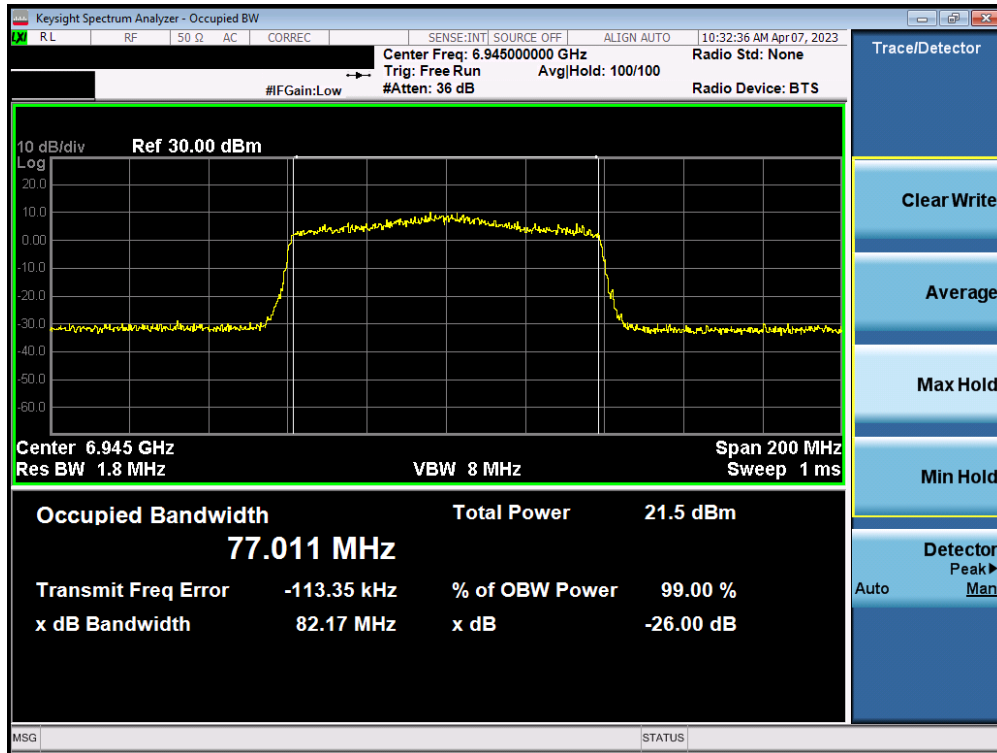 Keysight Spectrum Analyzer - Occupied BW
LXI RL RF 50 Ω AC CORREC SENSE:INT SOURCE OFF ALIGN AUTO 10:32:36 AM Apr 07, 2023
Center Freq: 6.945000000 GHz Radio Std: None
Trig: Free Run Avg|Hold: 100/100
#IFGain:Low #Atten: 36 dB Radio Device: BTS
10 dB/div Ref 30.00 dBm
Log
20.0
10.0
0.00
-10.0
-20.0
-30.0
-40.0
-50.0
-60.0
Center 6.945 GHz Span 200 MHz
Res BW 1.8 MHz VBW 8 MHz Sweep 1 ms
Occupied Bandwidth Total Power 21.5 dBm
77.011 MHz
Transmit Freq Error -113.35 kHz % of OBW Power 99.00 %
x dB Bandwidth 82.17 MHz x dB -26.00 dB
MSG STATUS
Trace/Detector
Clear Write
Average
Max Hold
Min Hold
Detector
Peak▶
Auto Man